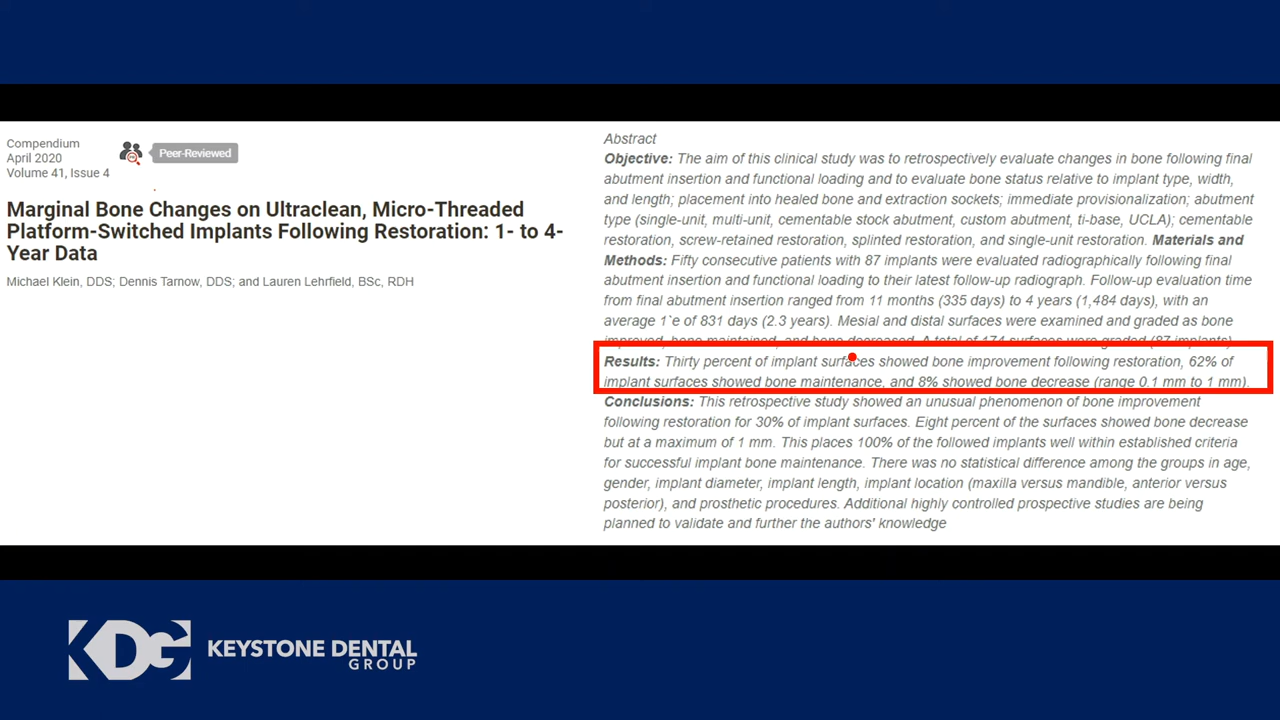 Compendium
April 2020
Volume 41, Issue 4
Peer-Reviewed
Marginal Bone Changes on Ultraclean, Micro-Threaded
Platform-Switched Implants Following Restoration: 1- to 4-
Year Data
Michael Klein, DDS; Dennis Tarnow, DDS; and Lauren Lehrfield, BSc, RDH
Abstract
Objective: The aim of this clinical study was to retrospectively evaluate changes in bone following final
abutment insertion and functional loading and to evaluate bone status relative to implant type, width,
and length; placement into healed bone and extraction sockets; immediate provisionalization; abutment
type (single-unit, multi-unit, cementable stock abutment, custom abutment, ti-base, UCLA); cementable
restoration, screw-retained restoration, splinted restoration, and single-unit restoration. Materials and
Methods: Fifty consecutive patients with 87 implants were evaluated radiographically following final
abutment insertion and functional loading to their latest follow-up radiograph. Follow-up evaluation time
from final abutment insertion ranged from 11 months (335 days) to 4 years (1,484 days), with an
average 1`e of 831 days (2.3 years). Mesial and distal surfaces were examined and graded as bone
improved, bone maintained, and bone decreased. A total of 174 surfaces were graded (87 implants).
Results: Thirty percent of implant surfaces showed bone improvement following restoration, 62% of
implant surfaces showed bone maintenance, and 8% showed bone decrease (range 0.1 mm to 1 mm).
Conclusions: This retrospective study showed an unusual phenomenon of bone improvement
following restoration for 30% of implant surfaces. Eight percent of the surfaces showed bone decrease
but at a maximum of 1 mm. This places 100% of the followed implants well within established criteria
for successful implant bone maintenance. There was no statistical difference among the groups in age,
gender, implant diameter, implant length, implant location (maxilla versus mandible, anterior versus
posterior), and prosthetic procedures. Additional highly controlled prospective studies are being
planned to validate and further the authors' knowledge
KDG
KEYSTONE DENTAL
GROUP